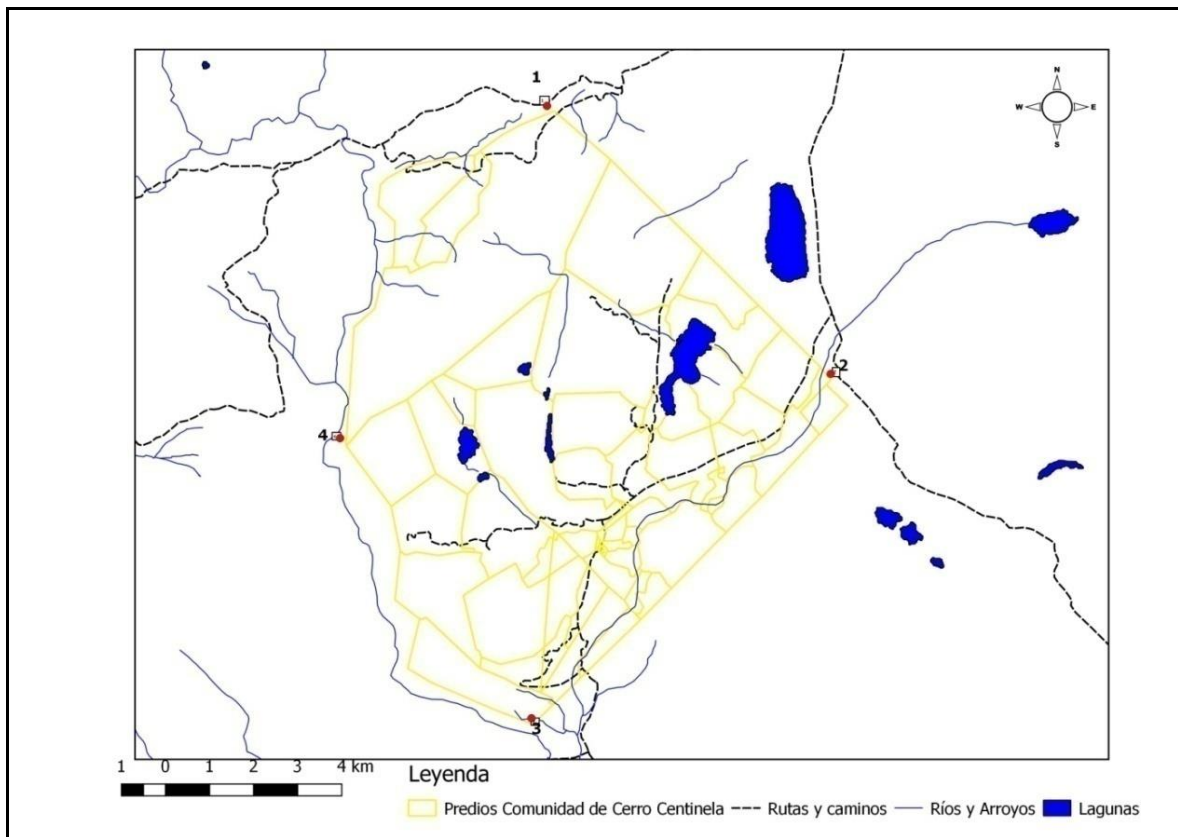 1
N
W E
S
2
4
3
1 0 1 2 3 4 km
Leyenda
Predios Comunidad de Cerro Centinela Rutas y caminos Ríos y Arroyos Lagunas